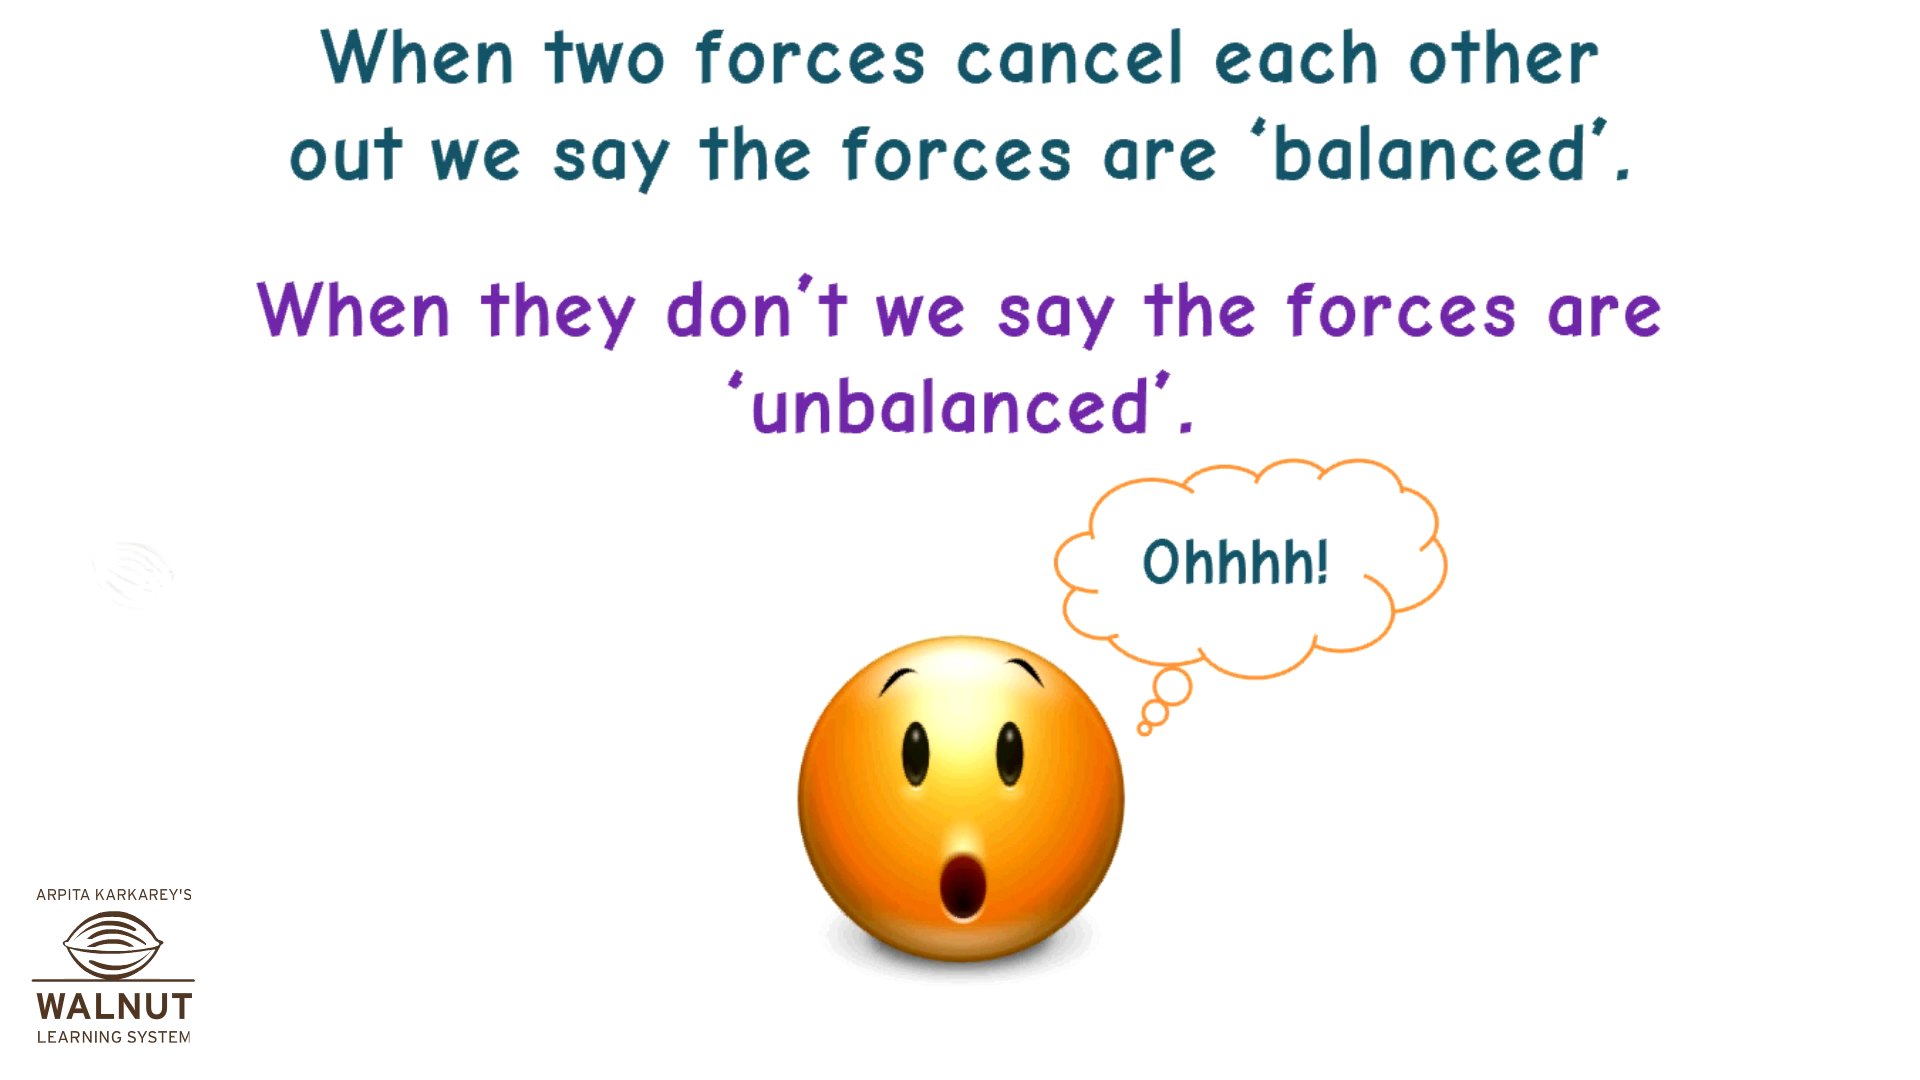 When two forces cancel each other
out we say the forces are ‘balanced’.
When they don’t we say the forces are
‘unbalanced’.
Ohhhh!
ARPITA KARKAREY'S
WALNUT
LEARNING SYSTEM